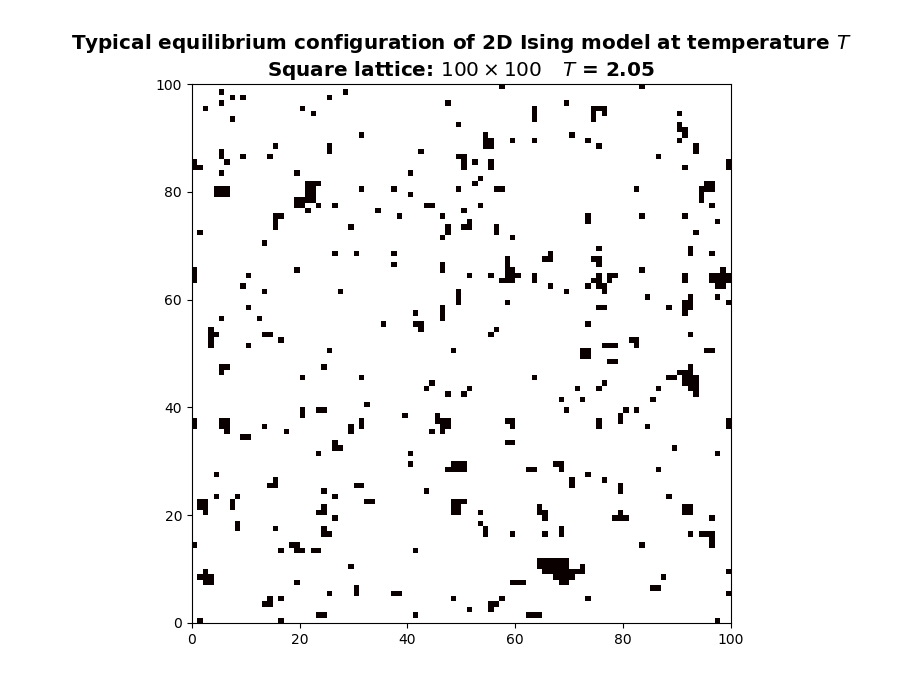 Typical equilibrium configuration of 2D Ising model at temperature T
Square lattice: 100 × 100 T = 2.05
100
80
60
40
20
0
0 20 40 60 80 100